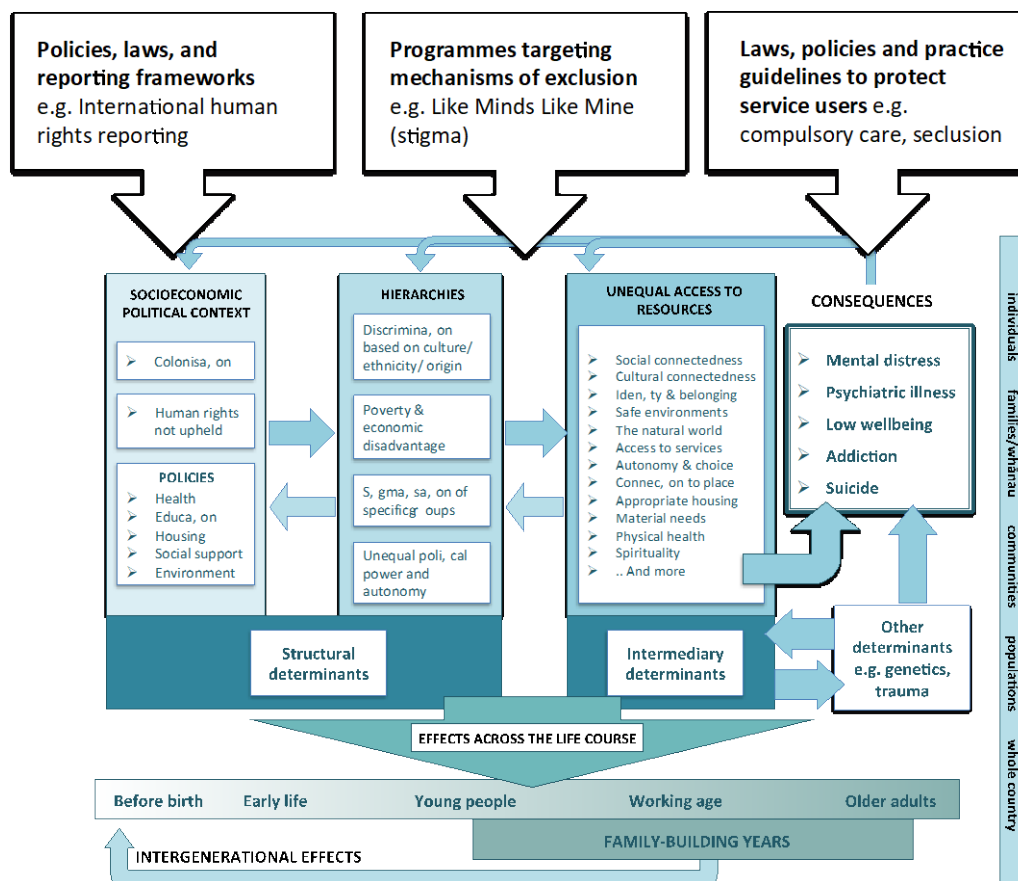 Policies, laws, and
reporting frameworks
e.g. International human
rights reporting
Programmes targeting
mechanisms of exclusion
e.g. Like Minds Like Mine
(stigma)
Laws, policies and practice
guidelines to protect
service users e.g.
compulsory care, seclusion
SOCIOECONOMIC
POLITICAL CONTEXT
Colonisa, on
Human rights
not upheld
POLICIES
Health
Educa, on
Housing
Social support
Environment
HIERARCHIES
Discrimina, on
based on culture/
ethnicity/ origin
Poverty &
economic
disadvantage
S, gma, sa, on of
specific groups
Unequal poli, cal
power and
autonomy
UNEQUAL ACCESS TO
RESOURCES
Social connectedness
Cultural connectedness
Iden, ty & belonging
Safe environments
The natural world
Access to services
Autonomy & choice
Connec, on to place
Appropriate housing
Material needs
Physical health
Spirituality
.. And more
CONSEQUENCES
Mental distress
Psychiatric illness
Low wellbeing
Addiction
Suicide
Structural
determinants
Intermediary
determinants
Other
determinants
e.g. genetics,
trauma
EFFECTS ACROSS THE LIFE COURSE
Before birth Early life Young people Working age Older adults
FAMILY-BUILDING YEARS
INTERGENERATIONAL EFFECTS
individuals families/whānau communities populations whole country